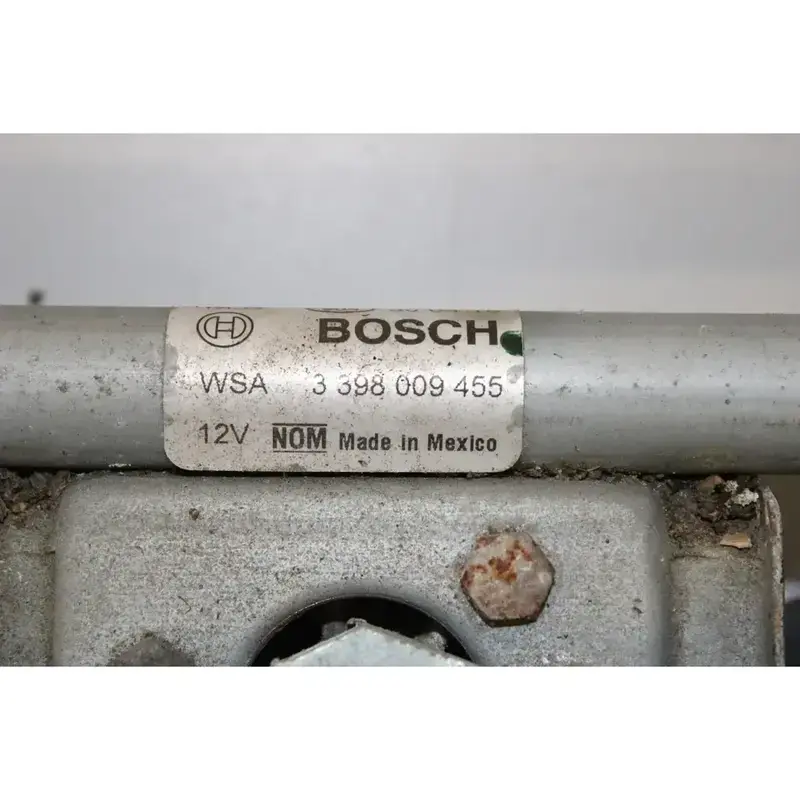 BOSCH
WSA 3 398 009 455
12V NOM Made in Mexico